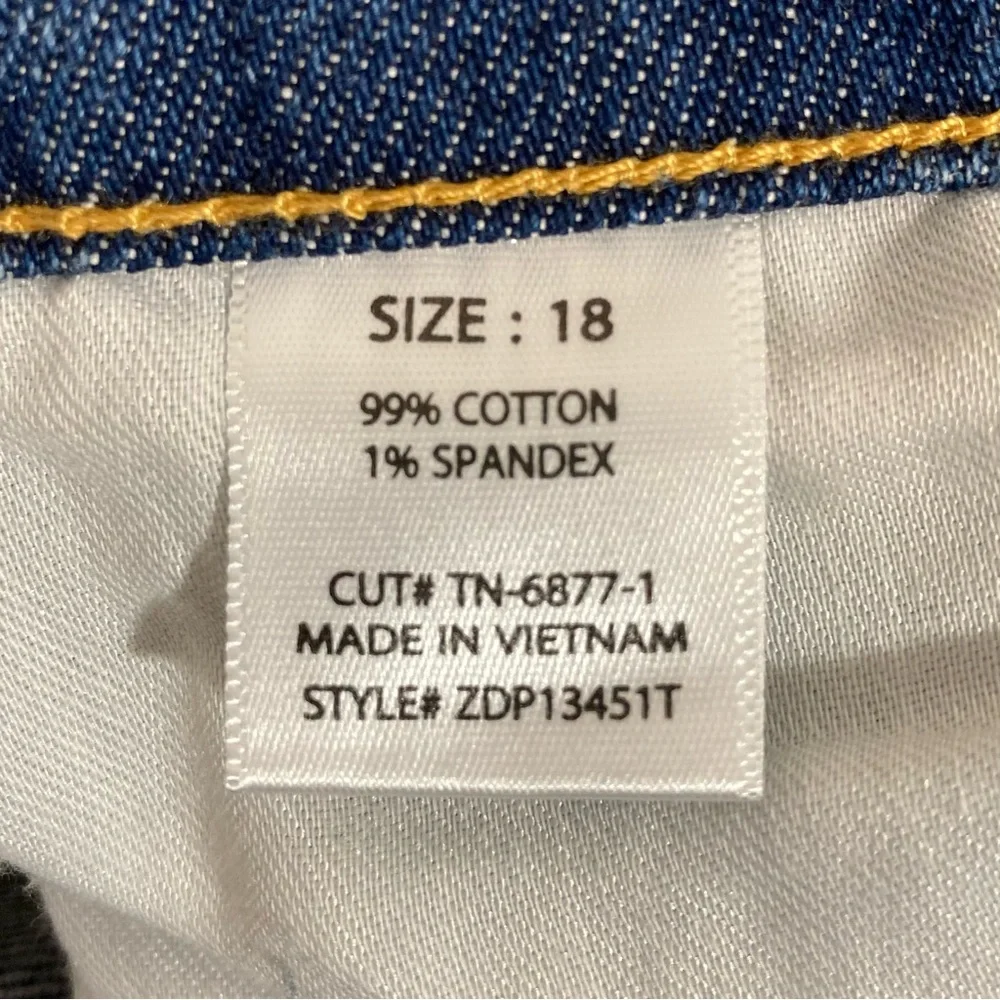 SIZE : 18
99% COTTON
1% SPANDEX
CUT# TN-6877-1
MADE IN VIETNAM
STYLE# ZDP13451T